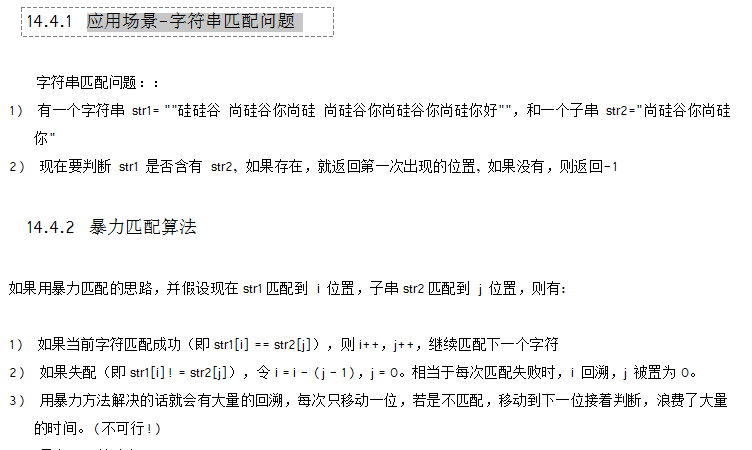 14.4.1 应用场景-字符串匹配问题
字符串匹配问题：：
1） 有一个字符串 str1= ""硅硅谷 尚硅谷你尚硅 尚硅谷你尚硅谷你尚硅你好""，和一个子串 str2="尚硅谷你尚硅
你"
2） 现在要判断 str1 是否含有 str2, 如果存在，就返回第一次出现的位置, 如果没有，则返回-1
14.4.2 暴力匹配算法
如果用暴力匹配的思路，并假设现在 str1 匹配到 i 位置，子串 str2 匹配到 j 位置，则有：
1） 如果当前字符匹配成功（即 str1[i] == str2[j]），则 i++，j++，继续匹配下一个字符
2） 如果失配（即 str1[i]! = str2[j]），令 i = i - (j - 1)，j = 0。相当于每次匹配失败时，i 回溯，j 被置为 0。
3） 用暴力方法解决的话就会有大量的回溯，每次只移动一位，若是不匹配，移动到下一位接着判断，浪费了大量
的时间。(不可行!)